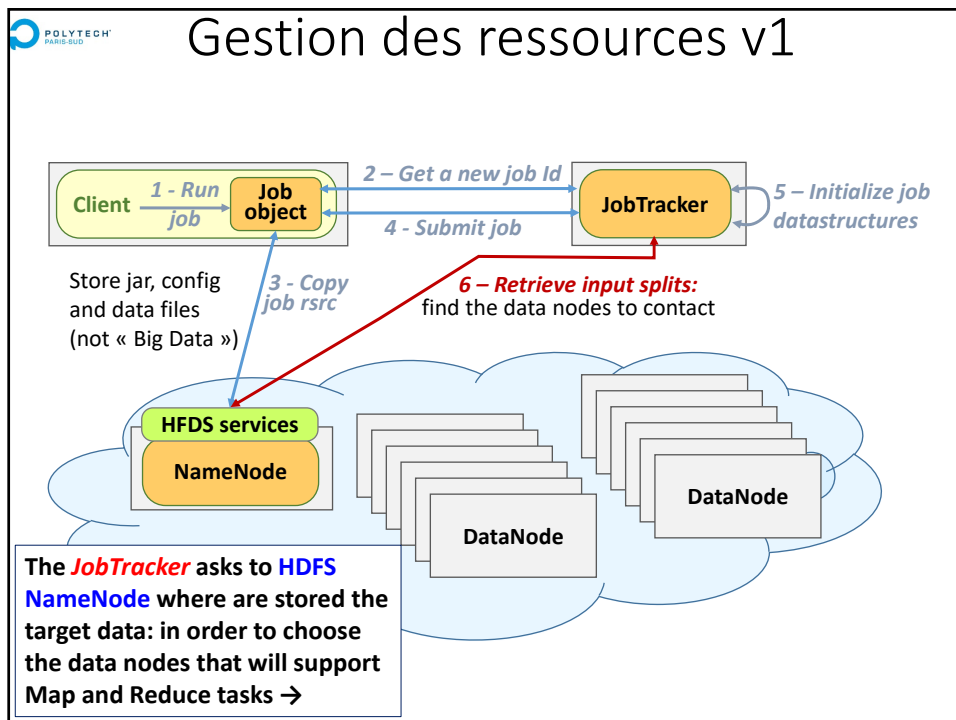 POLYTECH
PARIS-SUD
Gestion des ressources v1
Client
1 - Run
job
Job
object
2 – Get a new job Id
4 - Submit job
JobTracker
5 – Initialize job
datastructures
Store jar, config
and data files
(not « Big Data »)
3 – Copy
job rsrc
6 – Retrieve input splits:
find the data nodes to contact
HFDS services
NameNode
DataNode
DataNode
The JobTracker asks to HDFS
NameNode where are stored the
target data: in order to choose
the data nodes that will support
Map and Reduce tasks →